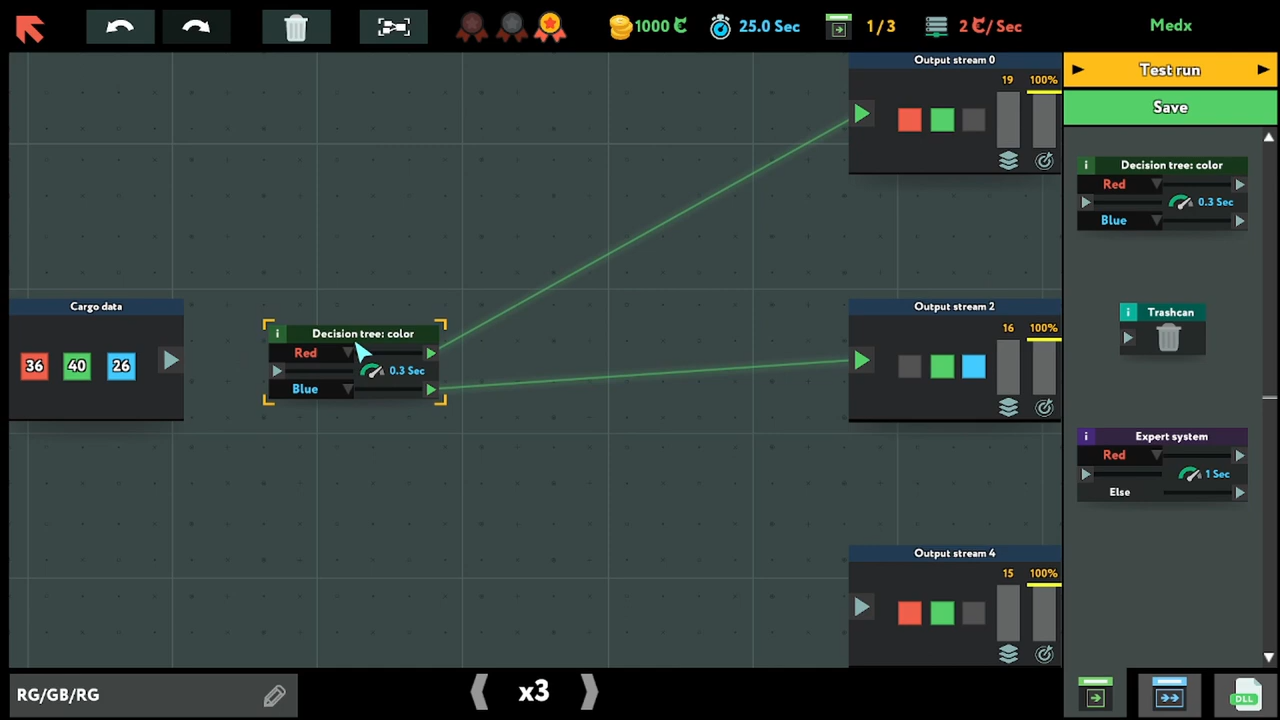 1000 ₢
25.0 Sec
1/3
2 ₢/Sec
Medx
Test run
Save
Output stream 0
19
100%
Decision tree: color
Red
0.3 Sec
Blue
Cargo data
36
40
26
Decision tree: color
Red
0.3 Sec
Blue
Output stream 2
16
100%
Trashcan
Expert system
Red
1 Sec
Else
Output stream 4
15
100%
RG/GB/RG
x3
DLL